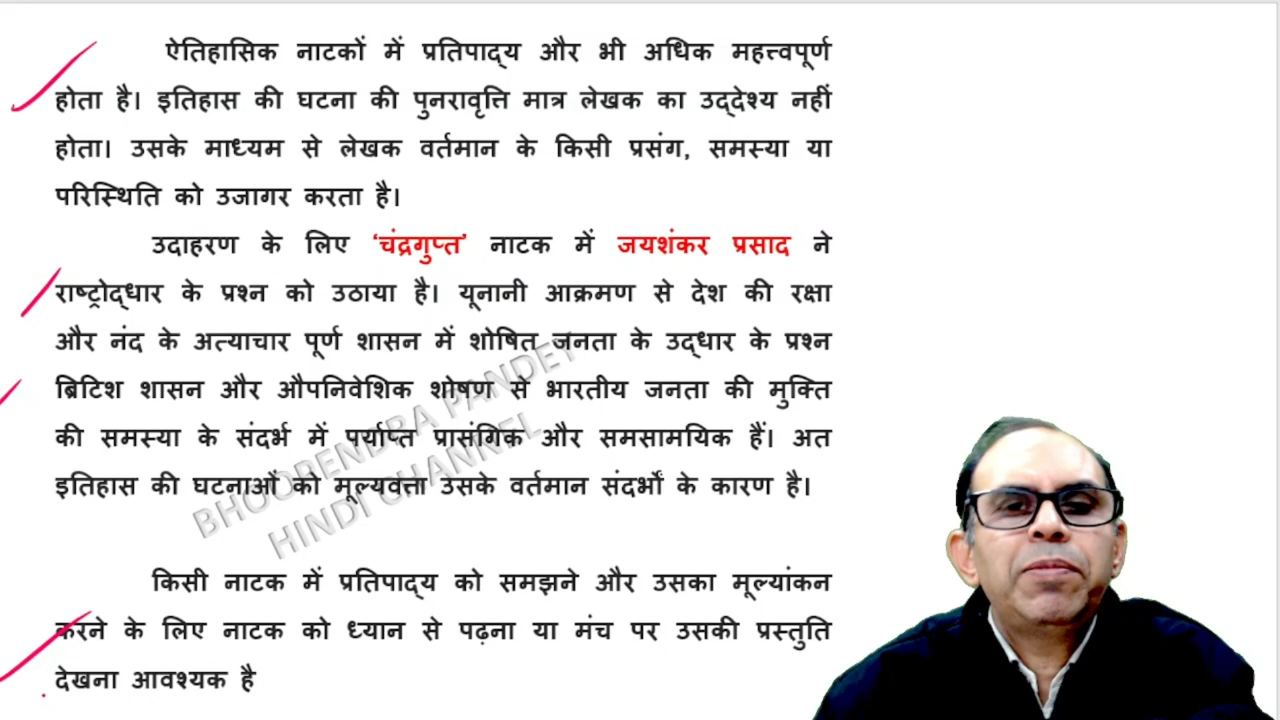 ऐतिहासिक नाटकों में प्रतिपाद्य और भी अधिक महत्त्वपूर्ण
होता है। इतिहास की घटना की पुनरावृत्ति मात्र लेखक का उद्देश्य नहीं
होता। उसके माध्यम से लेखक वर्तमान के किसी प्रसंग, समस्या या
परिस्थिति को उजागर करता है।
उदाहरण के लिए ‘चंद्रगुप्त’ नाटक में जयशंकर प्रसाद ने
राष्ट्रोद्धार के प्रश्न को उठाया है। यूनानी आक्रमण से देश की रक्षा
और नंद के अत्याचार पूर्ण शासन में शोषित जनता के उद्धार के प्रश्न
ब्रिटिश शासन और औपनिवेशिक शोषण से भारतीय जनता की मुक्ति
की समस्या के संदर्भ में पर्याप्त प्रासंगिक और समसामयिक हैं। अत
इतिहास की घटनाओं को मूल्यवत्ता उसके वर्तमान संदर्भों के कारण है।
BHOOPENDRA PANDEY
HINDI CHANNEL
किसी नाटक में प्रतिपाद्य को समझने और उसका मूल्यांकन
करने के लिए नाटक को ध्यान से पढ़ना या मंच पर उसकी प्रस्तुति
देखना आवश्यक है